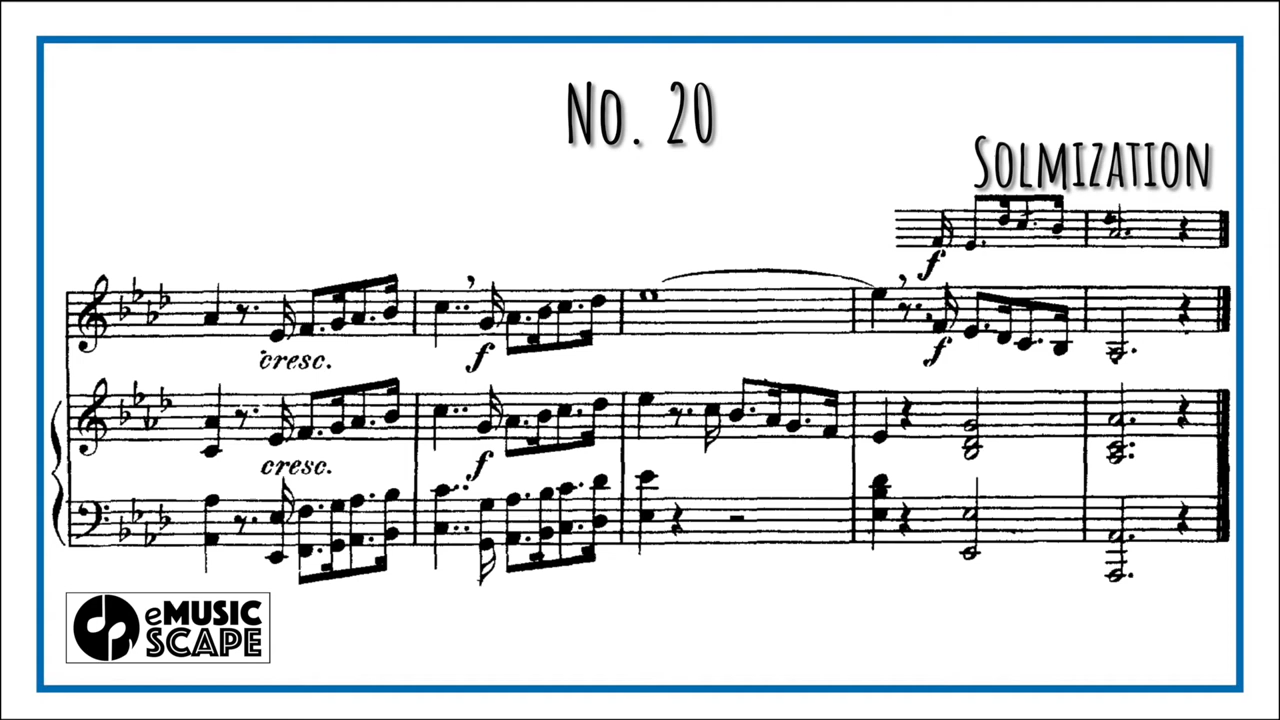 No. 20
Solmization
f
cresc.
f
f
cresc.
f
eMUSIC
SCAPE